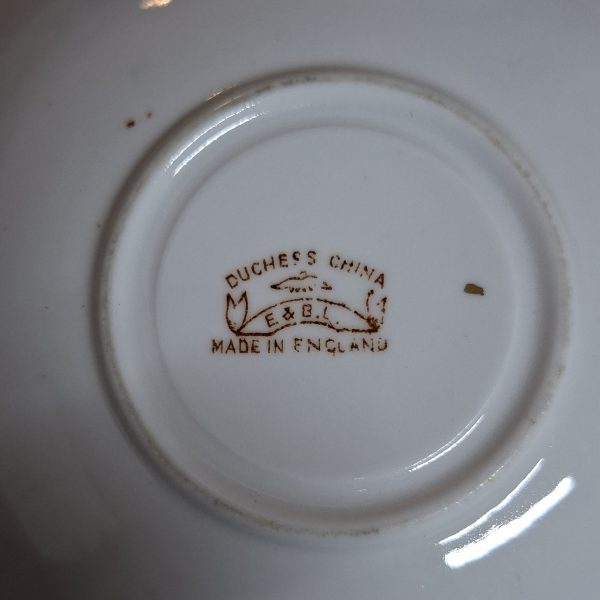 DUCHESS CHINA
E. & B. L.
MADE IN ENGLAND